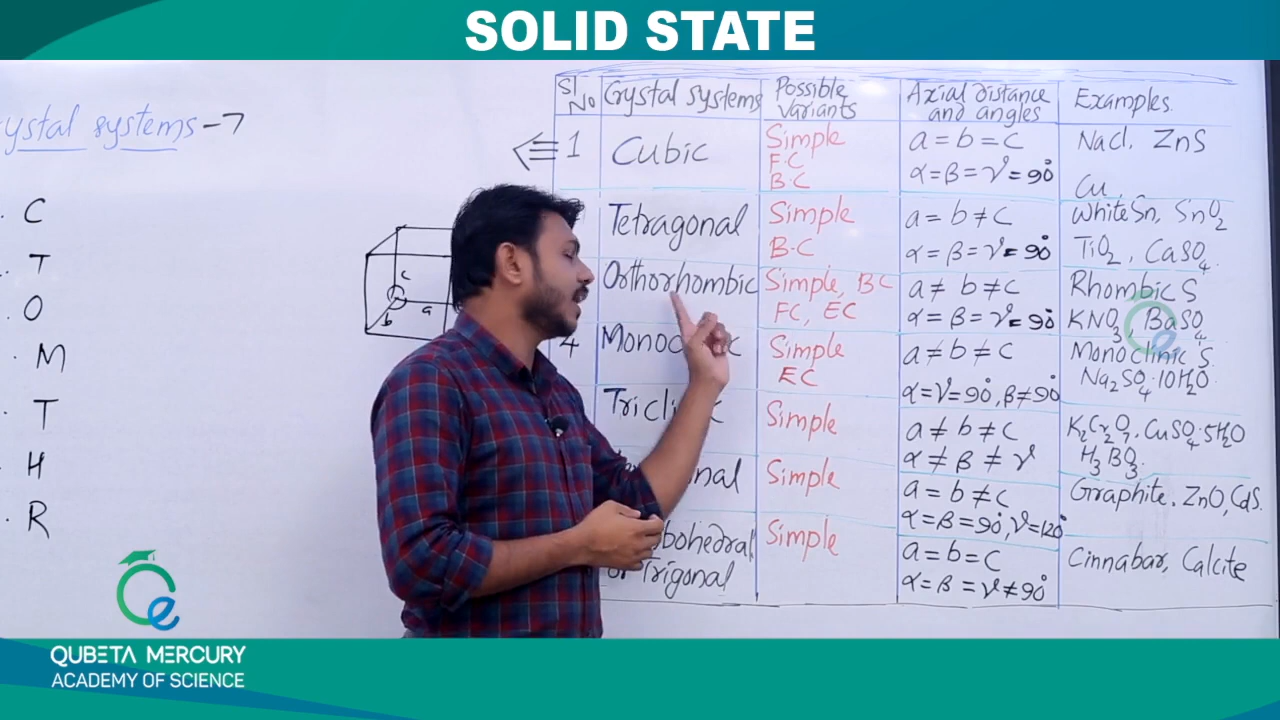 SOLID STATE
ystal systems-7
C
T
O
M
T
H
R
c
a
b
Sl No Crystal systems Possible Variants Axial distance and angles Examples.
1 Cubic Simple F.C B.C a = b = c α = β = γ = 90° Nacl, ZnS Cu
Tetragonal Simple B.C a = b ≠ c α = β = γ = 90° White Sn, SnO2 TiO2, CaSO4
Orthorhombic Simple, BC FC, EC a ≠ b ≠ c α = β = γ = 90° Rhombic S KNO3, BaSO4
4 Simple EC a ≠ b ≠ c α = γ = 90°, β ≠ 90° Monoclinic S Na2SO4.10H2O
Simple a ≠ b ≠ c α ≠ β ≠ γ K2Cr2O7, CuSO4.5H2O H3BO3
Simple a = b ≠ c α = β = 90°, γ = 120° Graphite, ZnO, CdS.
bohedral or Trigonal Simple a = b = c α = β = γ ≠ 90° Cinnabar, Calcite
QUBETA MERCURY
ACADEMY OF SCIENCE